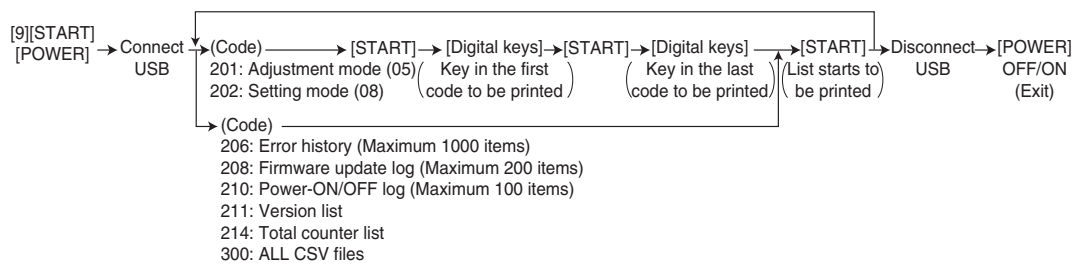 [9][START]
[POWER]
Connect
USB
(Code)
201: Adjustment mode (05)
202: Setting mode (08)
[START]
[Digital keys]
(Key in the first
code to be printed)
[START]
[Digital keys]
(Key in the last
code to be printed)
[START]
(List starts to
be printed)
Disconnect
USB
[POWER]
OFF/ON
(Exit)
(Code)
206: Error history (Maximum 1000 items)
208: Firmware update log (Maximum 200 items)
210: Power-ON/OFF log (Maximum 100 items)
211: Version list
214: Total counter list
300: ALL CSV files